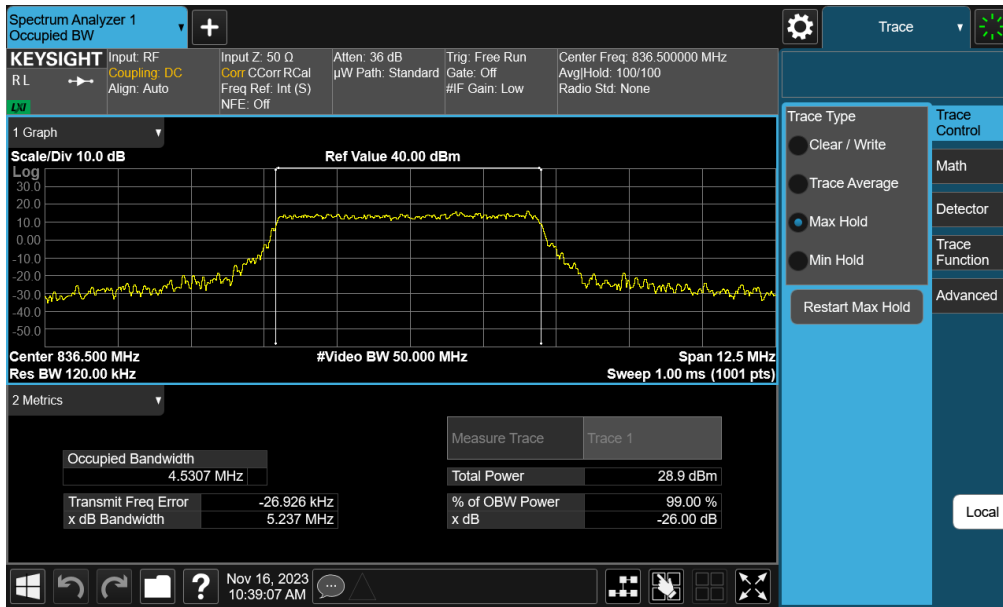 Spectrum Analyzer 1
Occupied BW
+
Trace
KEYSIGHT
R L
LXI
Input: RF
Coupling: DC
Align: Auto
Input Z: 50 Ω
Corr CCorr RCal
Freq Ref: Int (S)
NFE: Off
Atten: 36 dB
µW Path: Standard
Trig: Free Run
Gate: Off
#IF Gain: Low
Center Freq: 836.500000 MHz
Avg|Hold: 100/100
Radio Std: None
1 Graph
Scale/Div 10.0 dB
Ref Value 40.00 dBm
Log
30.0
20.0
10.0
0.00
-10.0
-20.0
-30.0
-40.0
-50.0
Center 836.500 MHz
#Video BW 50.000 MHz
Span 12.5 MHz
Res BW 120.00 kHz
Sweep 1.00 ms (1001 pts)
2 Metrics
Measure Trace
Trace 1
Occupied Bandwidth
4.5307 MHz
Total Power
28.9 dBm
Transmit Freq Error
-26.926 kHz
% of OBW Power
99.00 %
x dB Bandwidth
5.237 MHz
x dB
-26.00 dB
Trace Type
Clear / Write
Trace Average
Max Hold
Min Hold
Restart Max Hold
Trace
Control
Math
Detector
Trace
Function
Advanced
Local
?
Nov 16, 2023
10:39:07 AM